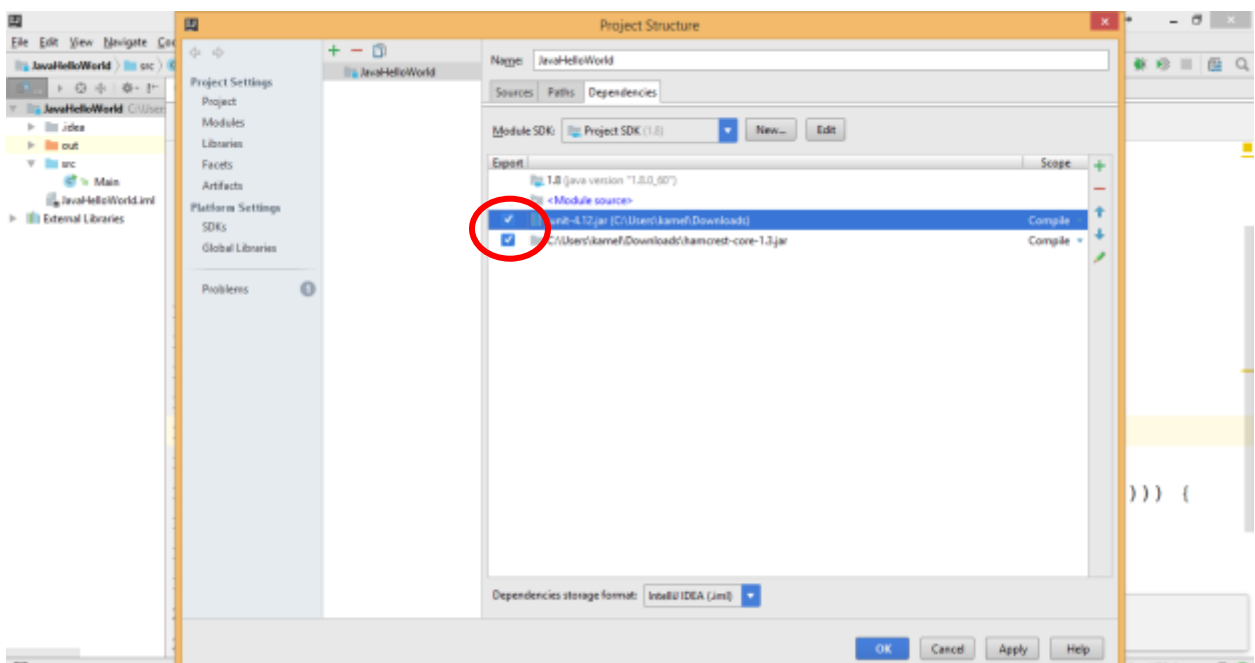 Project Structure
File Edit View Navigate
JavaHelloWorld src
JavaHelloWorld C:\User
.idea
out
src
Main
JavaHelloWorld.iml
External Libraries
Project Settings
Project
Modules
Libraries
Facets
Artifacts
Platform Settings
SDKs
Global Libraries
Problems
JavaHelloWorld
Name: JavaHelloWorld
Sources Paths Dependencies
Module SDK: Project SDK (1.8) New... Edit
Export Scope
1.8 (java version "1.8.0_60")
<Module source>
unit-4.12.jar (C:\Users\kamel\Downloads) Compile
C:\Users\kamel\Downloads\hamcrest-core-1.3.jar Compile
))) {
Dependencies storage format: IntelliJ IDEA (.iml)
OK Cancel Apply Help